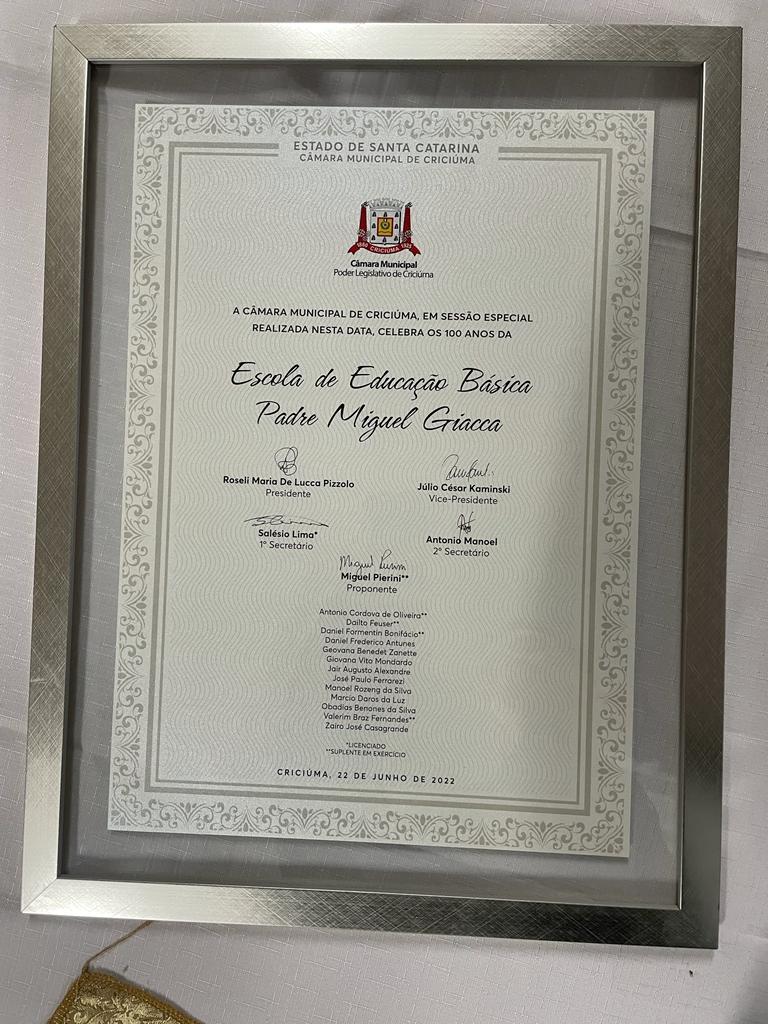 ESTADO DE SANTA CATARINA
CÂMARA MUNICIPAL DE CRICIÚMA
1880 CRICIÚMA 1925
Câmara Municipal
Poder Legislativo de Criciúma
A CÂMARA MUNICIPAL DE CRICIÚMA, EM SESSÃO ESPECIAL
REALIZADA NESTA DATA, CELEBRA OS 100 ANOS DA
Escola de Educação Básica
Padre Miguel Giacca
Roseli Maria De Lucca Pizzolo
Presidente
Júlio César Kaminski
Vice-Presidente
Salésio Lima*
1º Secretário
Antonio Manoel
2º Secretário
Miguel Pierini
Miguel Pierini**
Proponente
Antonio Cordova de Oliveira**
Dailto Feuser**
Daniel Formentin Bonifácio**
Daniel Frederico Antunes
Geovana Benedet Zanette
Giovana Vito Mondardo
Jair Augusto Alexandre
José Paulo Ferrarezi
Manoel Rozeng da Silva
Marcio Daros da Luz
Obadias Benones da Silva
Valerim Braz Fernandes**
Zairo José Casagrande
*LICENCIADO
**SUPLENTE EM EXERCÍCIO
CRICIÚMA, 22 DE JUNHO DE 2022